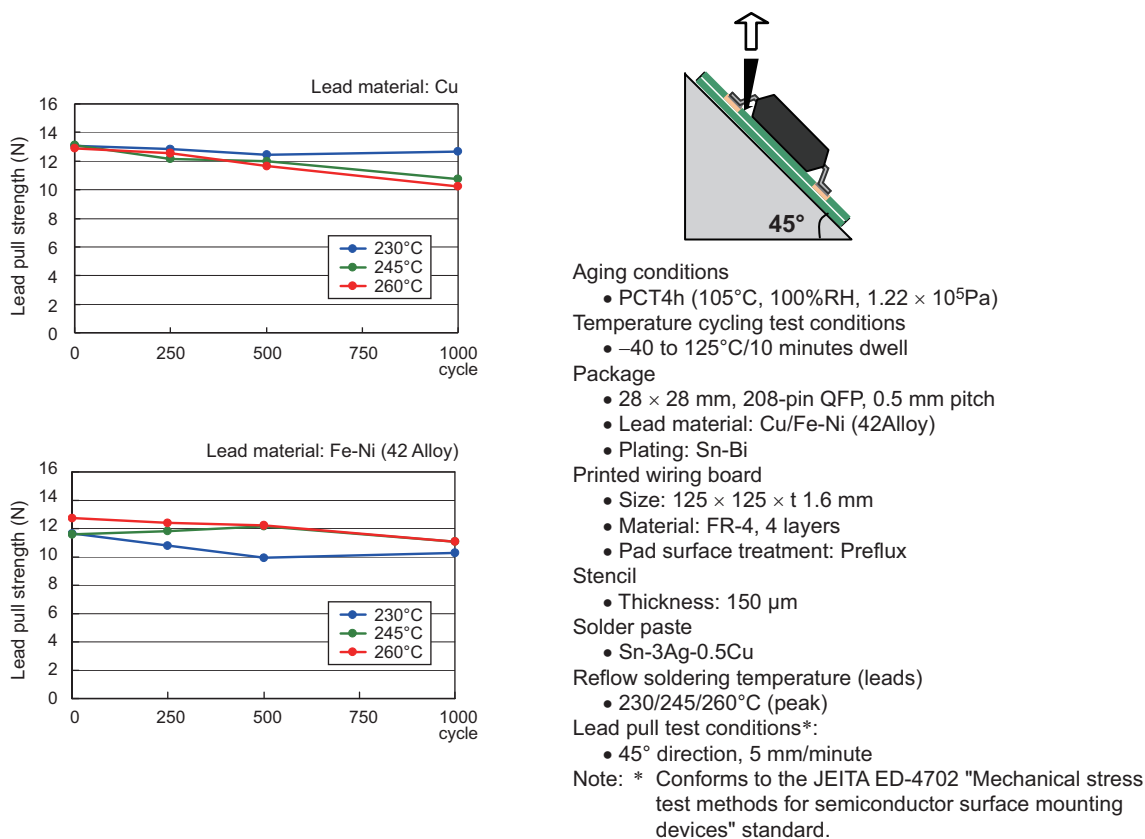 Lead material: Cu
Lead pull strength (N)
16
14
12
10
8
6
4
2
0
230°C
245°C
260°C
0 250 500 750 1000
cycle
Lead material: Fe-Ni (42 Alloy)
Lead pull strength (N)
16
14
12
10
8
6
4
2
0
230°C
245°C
260°C
0 250 500 750 1000
cycle
45°
Aging conditions
• PCT4h (105°C, 100%RH, 1.22 × 10⁵Pa)
Temperature cycling test conditions
• –40 to 125°C/10 minutes dwell
Package
• 28 × 28 mm, 208-pin QFP, 0.5 mm pitch
• Lead material: Cu/Fe-Ni (42Alloy)
• Plating: Sn-Bi
Printed wiring board
• Size: 125 × 125 × t 1.6 mm
• Material: FR-4, 4 layers
• Pad surface treatment: Preflux
Stencil
• Thickness: 150 µm
Solder paste
• Sn-3Ag-0.5Cu
Reflow soldering temperature (leads)
• 230/245/260°C (peak)
Lead pull test conditions*:
• 45° direction, 5 mm/minute
Note: * Conforms to the JEITA ED-4702 "Mechanical stress
test methods for semiconductor surface mounting
devices" standard.